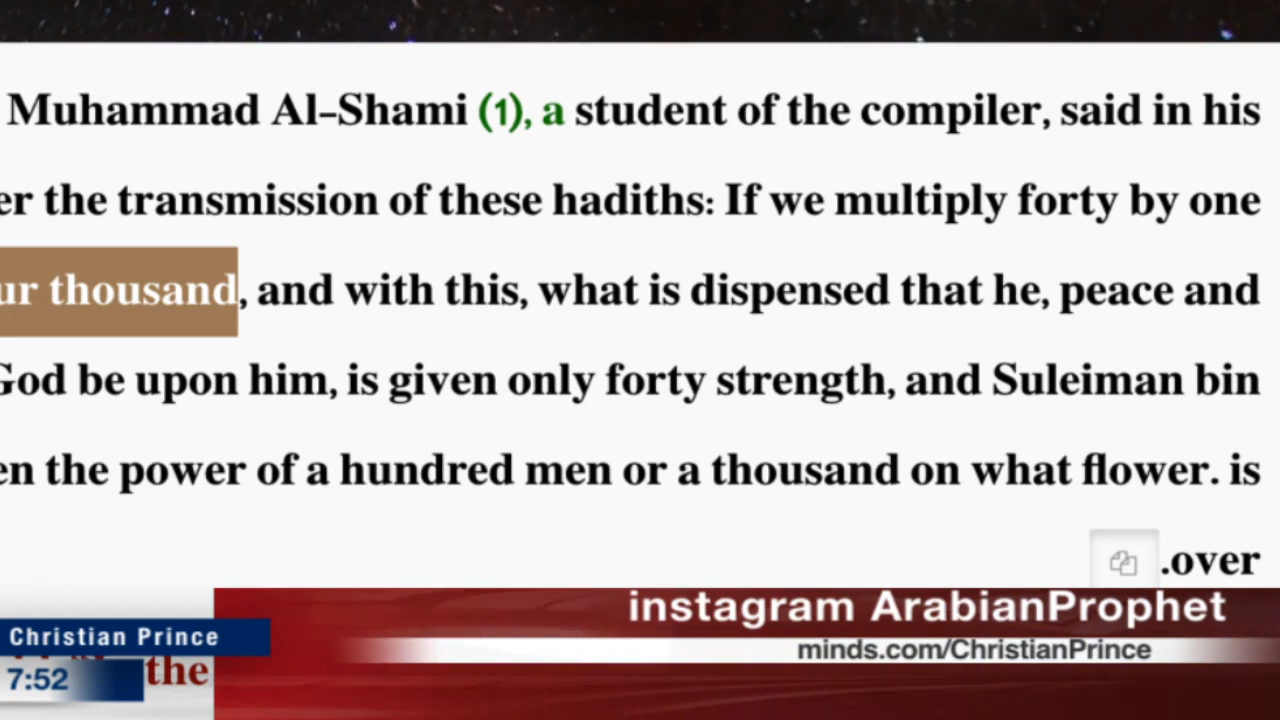 Muhammad Al-Shami (1), a student of the compiler, said in his
the transmission of these hadiths: If we multiply forty by one
thousand, and with this, what is dispensed that he, peace and
God be upon him, is given only forty strength, and Suleiman bin
the power of a hundred men or a thousand on what flower. is
.over
instagram ArabianProphet
Christian Prince
minds.com/ChristianPrince
7:52
the